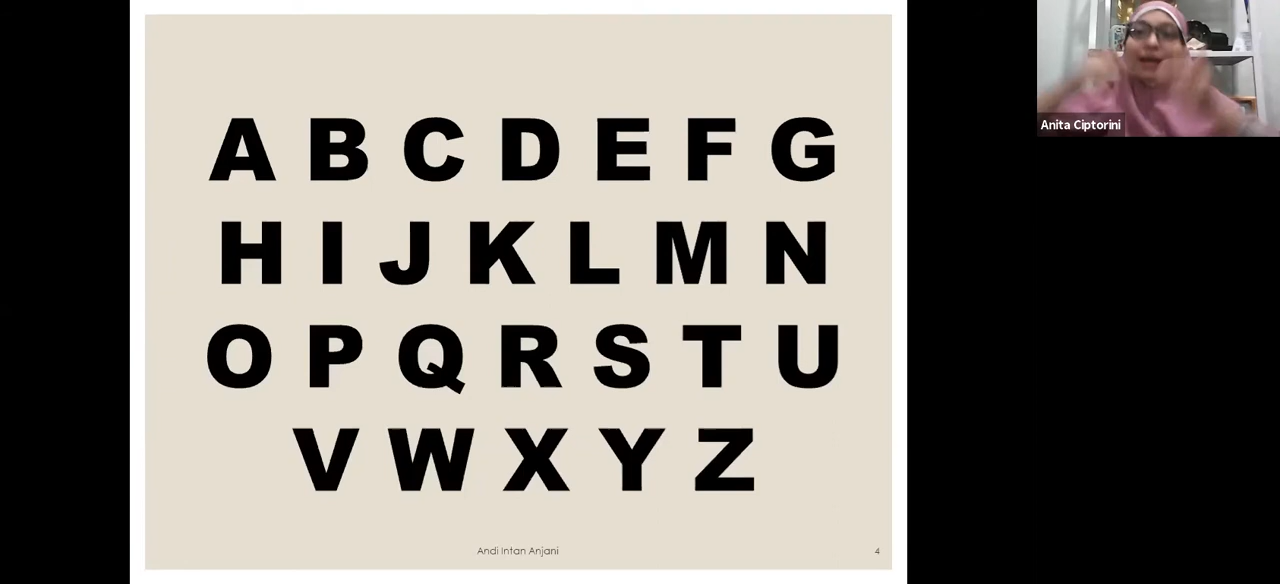 A B C D E F G
H I J K L M N
O P Q R S T U
V W X Y Z
Andi Intan Anjani
4
Anita Ciptorini